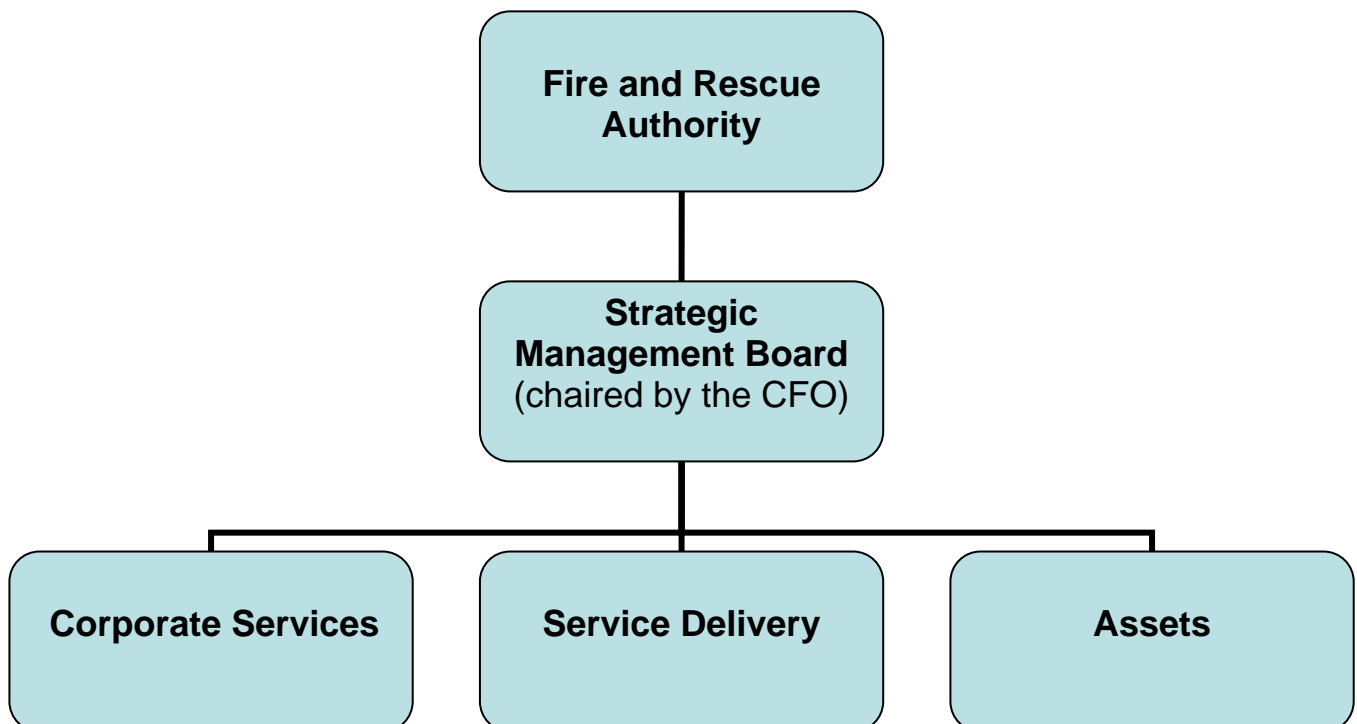 Fire and Rescue
Authority
Strategic
Management Board
(chaired by the CFO)
Corporate Services
Service Delivery
Assets